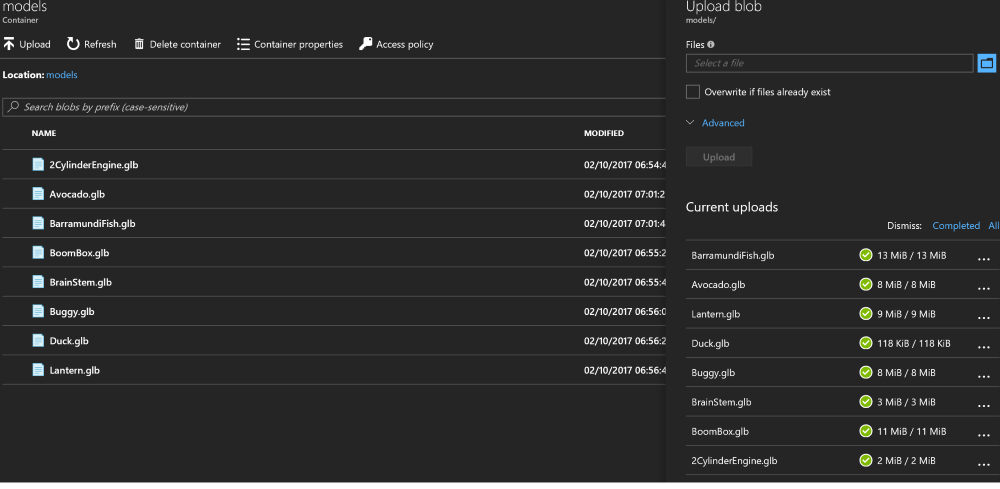 models
Container
Upload Refresh Delete container Container properties Access policy
Location: models
Search blobs by prefix (case-sensitive)
NAME MODIFIED
2CylinderEngine.glb 02/10/2017 06:54:4
Avocado.glb 02/10/2017 07:01:2
BarramundiFish.glb 02/10/2017 07:01:4
BoomBox.glb 02/10/2017 06:55:2
BrainStem.glb 02/10/2017 06:55:4
Buggy.glb 02/10/2017 06:56:0
Duck.glb 02/10/2017 06:56:2
Lantern.glb 02/10/2017 06:56:4
Upload blob
models/
Files
Select a file
Overwrite if files already exist
Advanced
Upload
Current uploads
Dismiss: Completed All
BarramundiFish.glb 13 MiB / 13 MiB ...
Avocado.glb 8 MiB / 8 MiB ...
Lantern.glb 9 MiB / 9 MiB ...
Duck.glb 118 KiB / 118 KiB ...
Buggy.glb 8 MiB / 8 MiB ...
BrainStem.glb 3 MiB / 3 MiB ...
BoomBox.glb 11 MiB / 11 MiB ...
2CylinderEngine.glb 2 MiB / 2 MiB ...